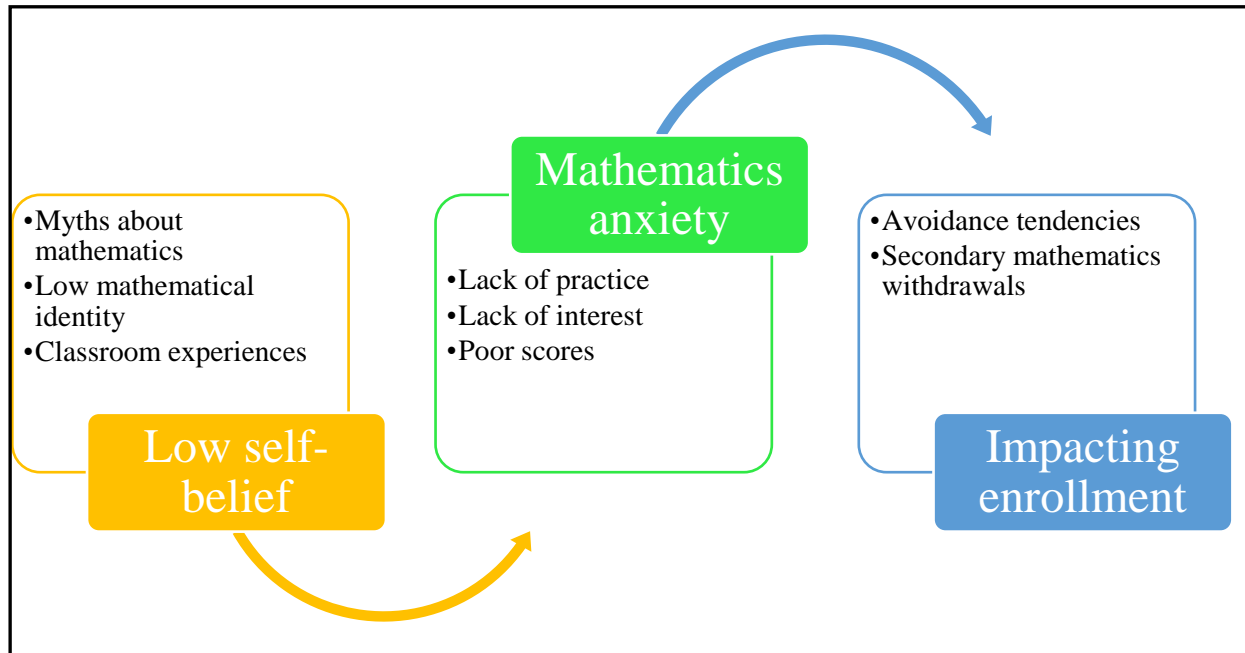 •Myths about
mathematics
•Low mathematical
identity
•Classroom experiences
Low self-
belief
Mathematics
anxiety
•Lack of practice
•Lack of interest
•Poor scores
•Avoidance tendencies
•Secondary mathematics
withdrawals
Impacting
enrollment